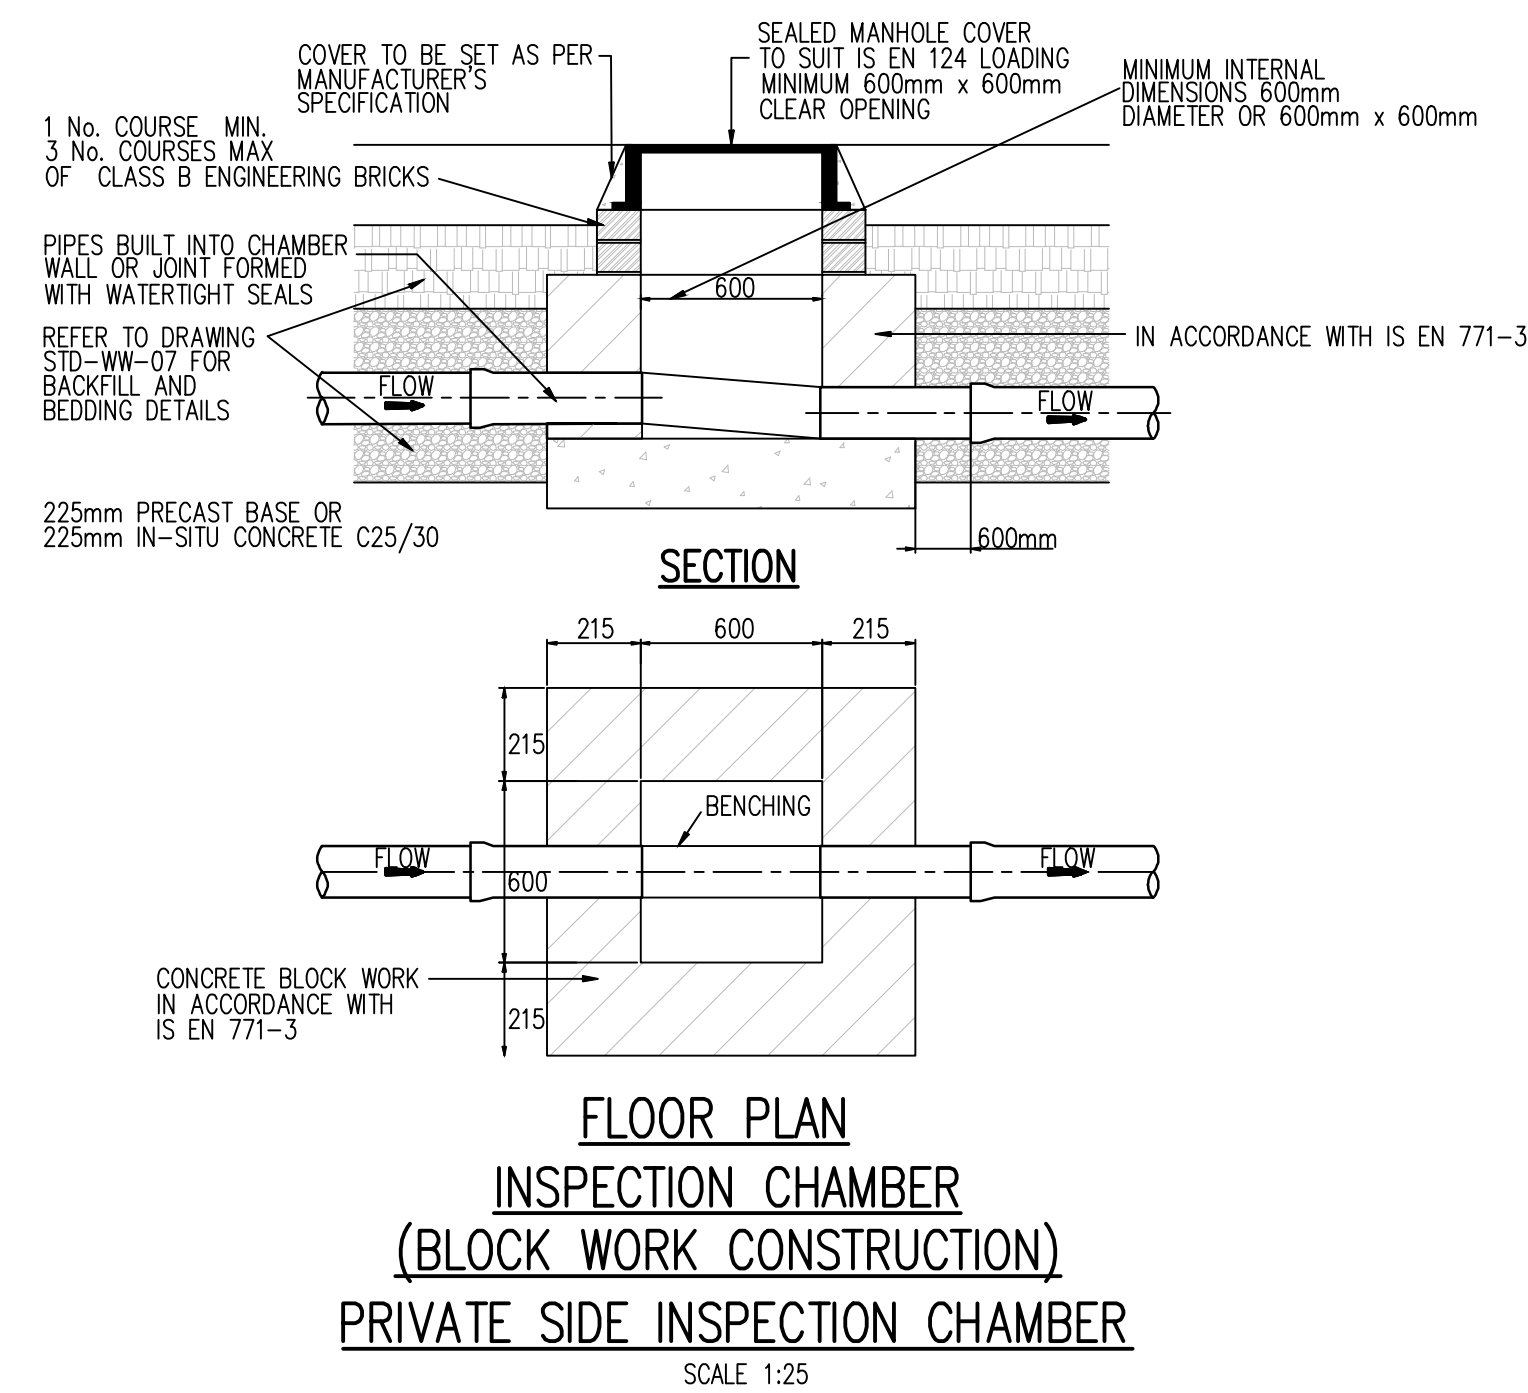 SEALED MANHOLE COVER
TO SUIT IS EN 124 LOADING
MINIMUM 600mm x 600mm
CLEAR OPENING
COVER TO BE SET AS PER
MANUFACTURER'S
SPECIFICATION
MINIMUM INTERNAL
DIMENSIONS 600mm
DIAMETER OR 600mm x 600mm
1 No. COURSE MIN.
3 No. COURSES MAX
OF CLASS B ENGINEERING BRICKS
PIPES BUILT INTO CHAMBER
WALL OR JOINT FORMED
WITH WATERTIGHT SEALS
600
REFER TO DRAWING
STD-WW-07 FOR
BACKFILL AND
BEDDING DETAILS
IN ACCORDANCE WITH IS EN 771-3
FLOW
FLOW
225mm PRECAST BASE OR
225mm IN-SITU CONCRETE C25/30
600mm
SECTION
215
600
215
215
BENCHING
FLOW
FLOW
600
CONCRETE BLOCK WORK
IN ACCORDANCE WITH
IS EN 771-3
215
FLOOR PLAN
INSPECTION CHAMBER
(BLOCK WORK CONSTRUCTION)
PRIVATE SIDE INSPECTION CHAMBER
SCALE 1:25